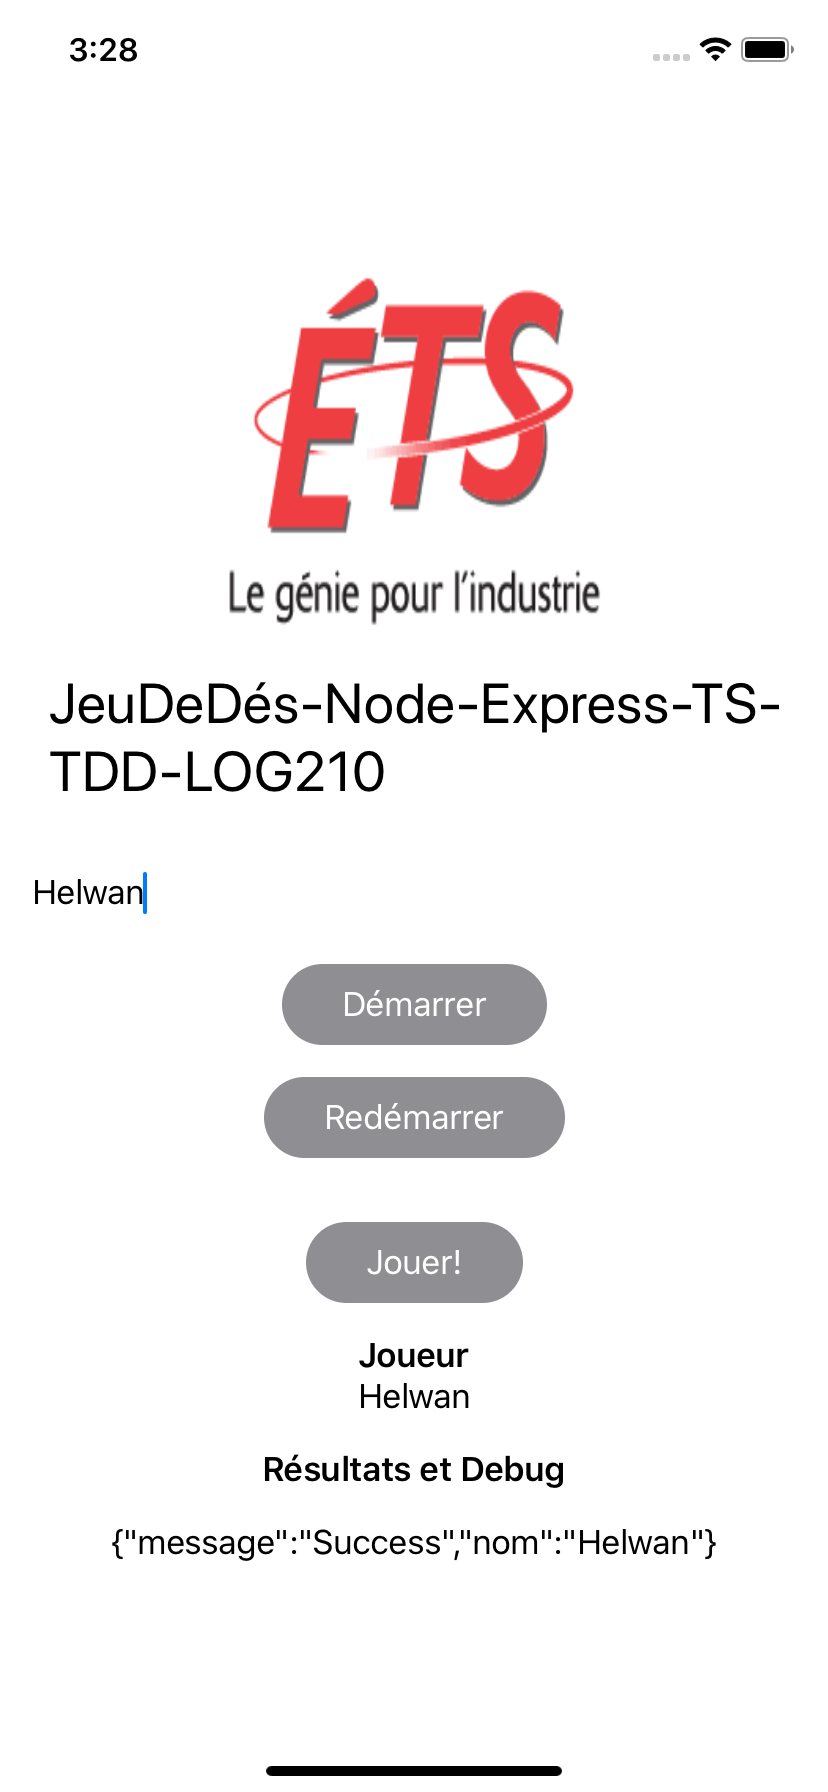 3:28
ÉTS
Le génie pour l'industrie
JeuDeDés-Node-Express-TS-
TDD-LOG210
Helwan
Démarrer
Redémarrer
Jouer!
Joueur
Helwan
Résultats et Debug
{"message":"Success","nom":"Helwan"}